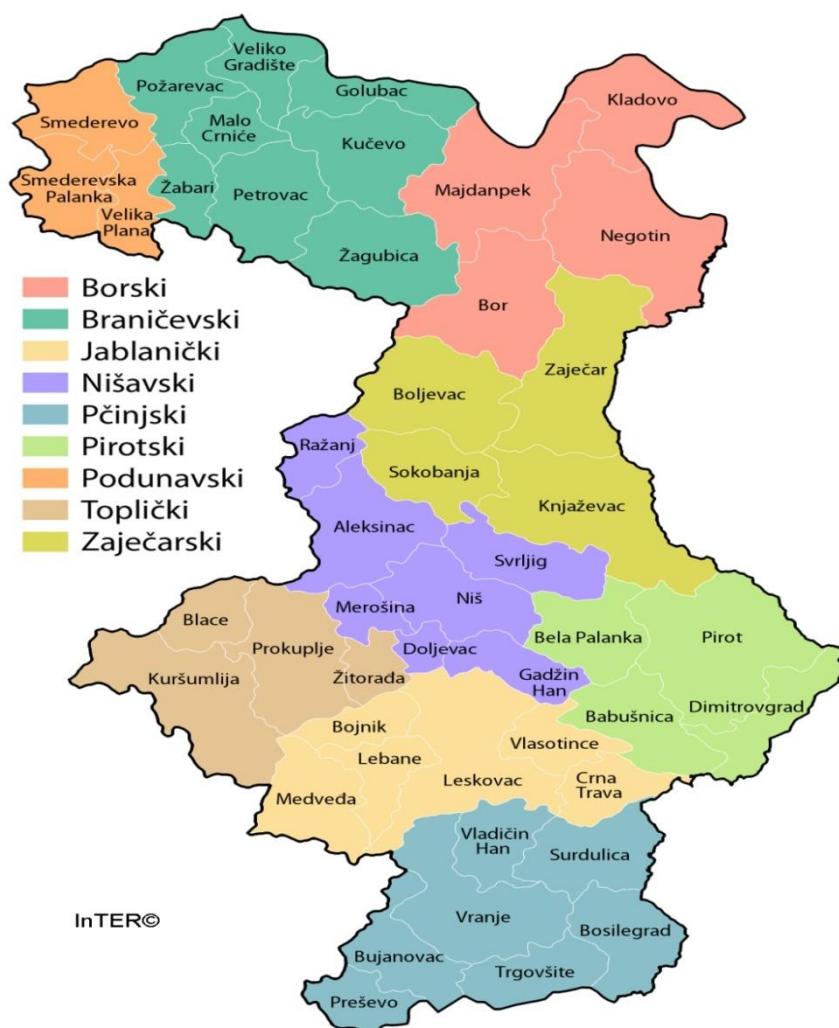 Veliko
Gradište
Požarevac
Golubac
Kladovo
Smederevo
Malo
Crniće
Kučevo
Smederevska
Palanka
Žabari
Petrovac
Majdanpek
Velika
Plana
Negotin
Žagubica
Borski
Braničevski
Jablanički
Nišavski
Pčinjski
Pirotski
Podunavski
Toplički
Zaječarski
Bor
Zaječar
Boljevac
Ražanj
Sokobanja
Knjaževac
Aleksinac
Svrljig
Merošina
Niš
Blace
Prokuplje
Doljevac
Bela Palanka
Pirot
Kuršumlija
Žitorađa
Gadžin
Han
Dimitrovgrad
Babušnica
Bojnik
Vlasotince
Lebane
Leskovac
Crna
Trava
Medveđa
Vladičin
Han
Surdulica
InTER©
Vranje
Bosilegrad
Bujanovac
Trgovšite
Preševo